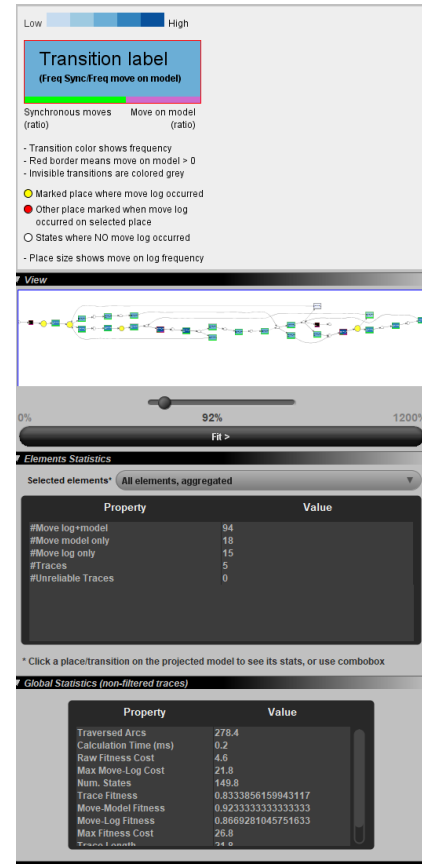 Low High
Transition label
(Freq Sync/Freq move on model)
Synchronous moves Move on model
(ratio) (ratio)
- Transition color shows frequency
- Red border means move on model > 0
- Invisible transitions are colored grey
Marked place where move log occurred
Other place marked when move log
occurred on selected place
States where NO move log occurred
- Place size shows move on log frequency
View
0% 92% 1200%
Fit >
Elements Statistics
Selected elements* All elements, aggregated
Property Value
#Move log+model 94
#Move model only 18
#Move log only 15
#Traces 5
#Unreliable Traces 0
* Click a place/transition on the projected model to see its stats, or use combobox
Global Statistics (non-filtered traces)
Property Value
Traversed Arcs 278.4
Calculation Time (ms) 0.2
Raw Fitness Cost 4.6
Max Move-Log Cost 21.8
Num. States 149.8
Trace Fitness 0.8333856159943117
Move-Model Fitness 0.9233333333333333
Move-Log Fitness 0.8669281045751633
Max Fitness Cost 26.8
Trace Length 21.8